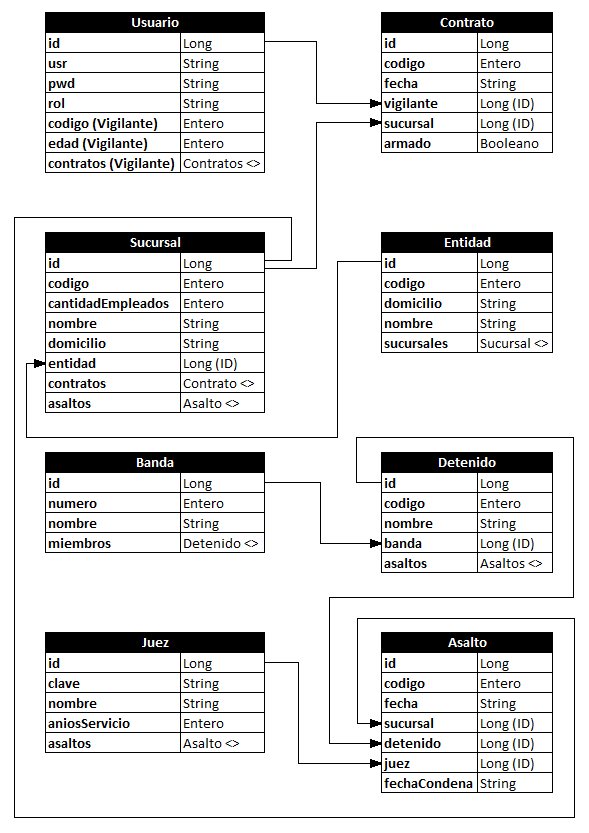 Usuario
id Long
usr String
pwd String
rol String
codigo (Vigilante) Entero
edad (Vigilante) Entero
contratos (Vigilante) Contratos <>
Contrato
id Long
codigo Entero
fecha String
vigilante Long (ID)
sucursal Long (ID)
armado Booleano
Sucursal
id Long
codigo Entero
cantidadEmpleados Entero
nombre String
domicilio String
entidad Long (ID)
contratos Contrato <>
asaltos Asalto <>
Entidad
id Long
codigo Entero
domicilio String
nombre String
sucursales Sucursal <>
Banda
id Long
numero Entero
nombre String
miembros Detenido <>
Detenido
id Long
codigo Entero
nombre String
banda Long (ID)
asaltos Asaltos <>
Juez
id Long
clave String
nombre String
aniosServicio Entero
asaltos Asalto <>
Asalto
id Long
codigo Entero
fecha String
sucursal Long (ID)
detenido Long (ID)
juez Long (ID)
fechaCondena String